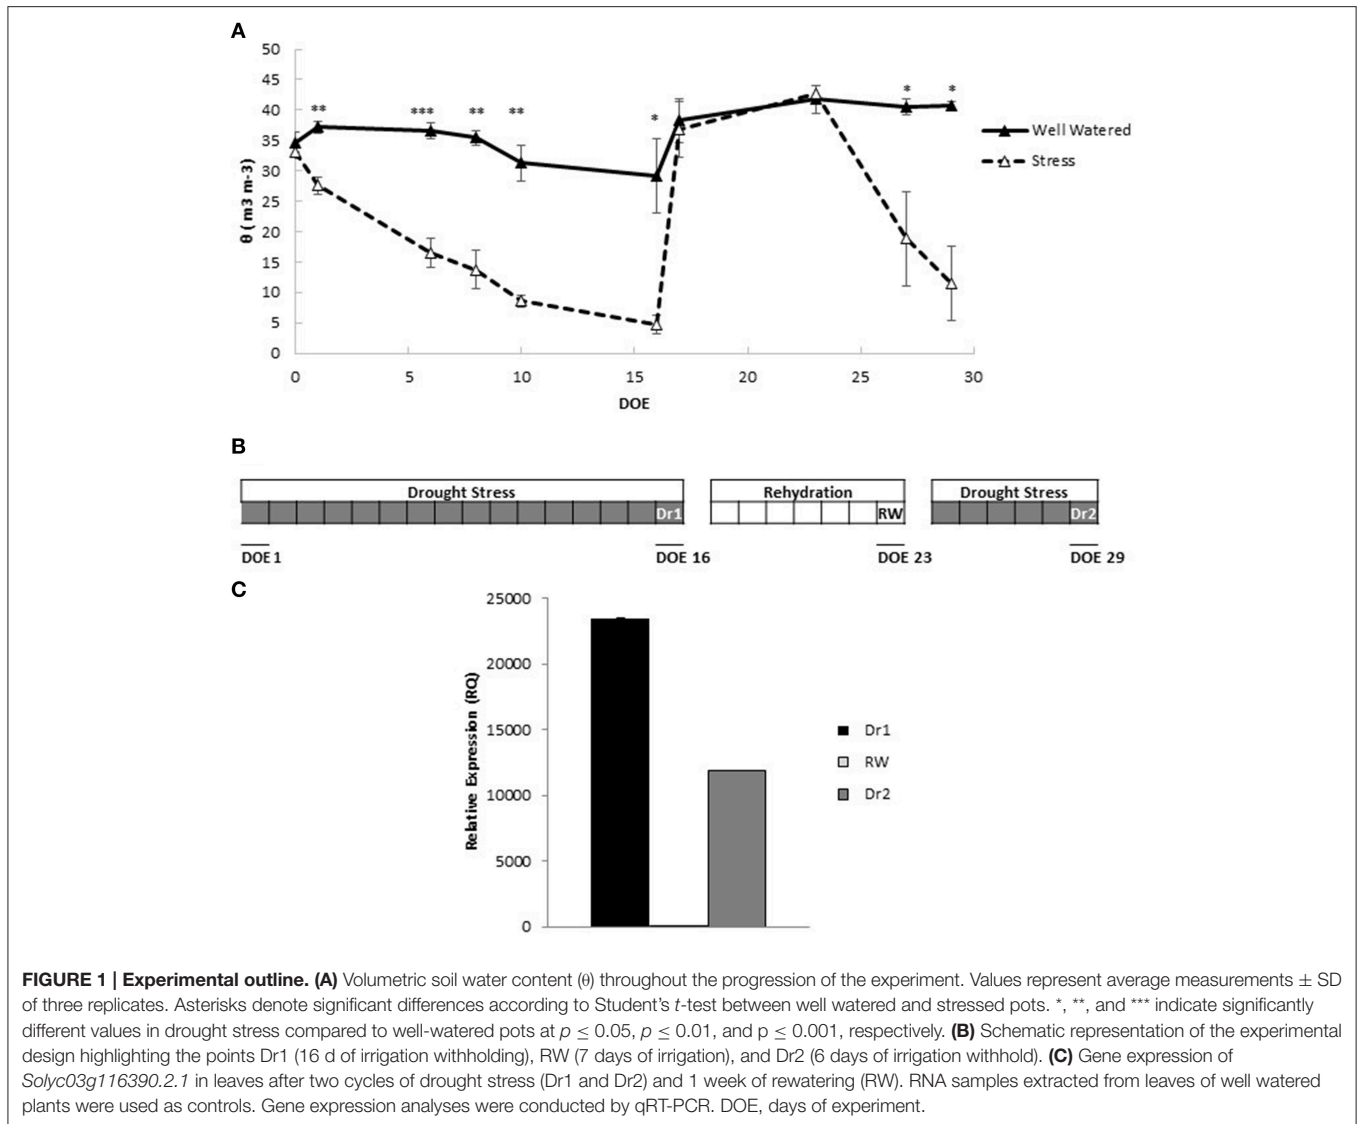 A
50
45
40
35
30
25
20
15
10
5
0
θ ( m3 m-3)
** *** ** ** * * *
Well Watered
Stress
0 5 10 15 20 25 30
DOE
B
Drought Stress Rehydration Drought Stress
Dr1 RW Dr2
DOE 1 DOE 16 DOE 23 DOE 29
C
25000
20000
15000
10000
5000
0
Relative Expression (RQ)
Dr1
RW
Dr2
FIGURE 1 | Experimental outline. (A) Volumetric soil water content (θ) throughout the progression of the experiment. Values represent average measurements ± SD
of three replicates. Asterisks denote significant differences according to Student's t-test between well watered and stressed pots. *, **, and *** indicate significantly
different values in drought stress compared to well-watered pots at p ≤ 0.05, p ≤ 0.01, and p ≤ 0.001, respectively. (B) Schematic representation of the experimental
design highlighting the points Dr1 (16 d of irrigation withholding), RW (7 days of irrigation), and Dr2 (6 days of irrigation withhold). (C) Gene expression of
Solyc03g116390.2.1 in leaves after two cycles of drought stress (Dr1 and Dr2) and 1 week of rewatering (RW). RNA samples extracted from leaves of well watered
plants were used as controls. Gene expression analyses were conducted by qRT-PCR. DOE, days of experiment.